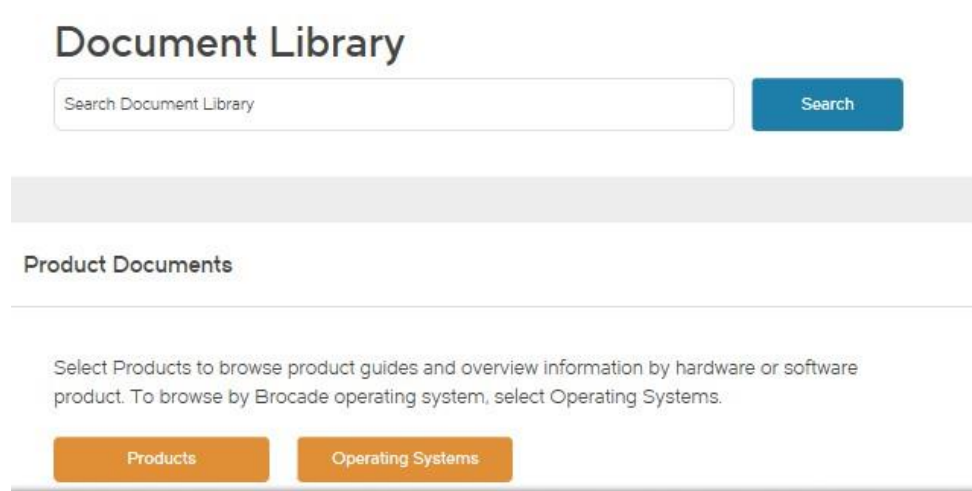 Document Library
Search Document Library
Search
Product Documents
Select Products to browse product guides and overview information by hardware or software
product. To browse by Brocade operating system, select Operating Systems.
Products
Operating Systems